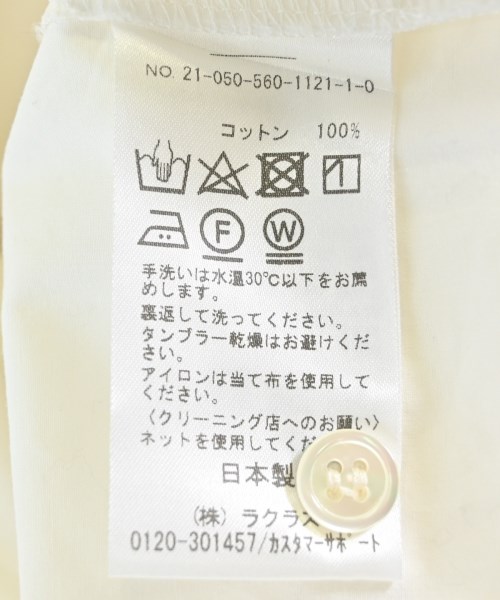 NO. 21-050-560-1121-1-0
コットン 100%
F W
手洗いは水温30℃以下をお薦
めします。
裏返して洗ってください。
タンブラー乾燥はお避けくだ
さい。
アイロンは当て布を使用して
ください。
〈クリーニング店へのお願い〉
ネットを使用してくだ
日本製
(株) ラクラス
0120-301457/カスタマーサポート